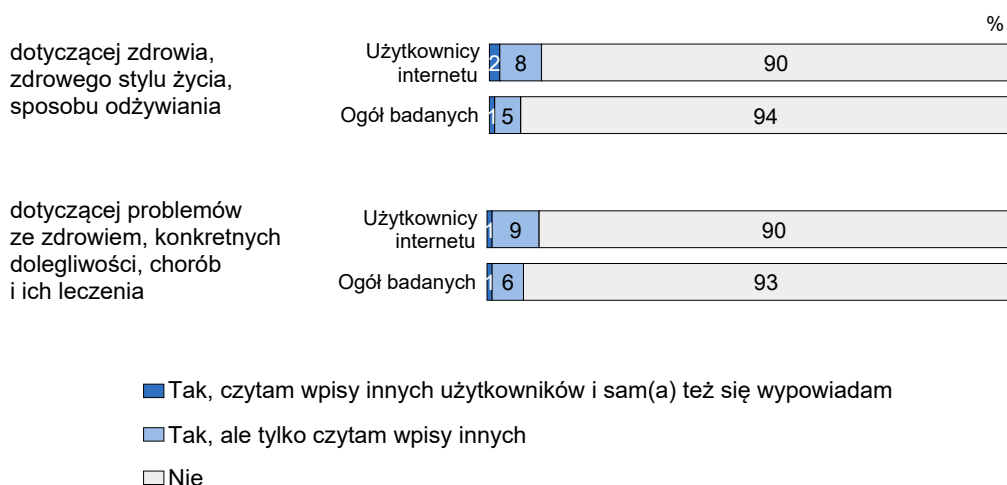 %
dotyczącej zdrowia,
zdrowego stylu życia,
sposobu odżywiania
Użytkownicy
internetu
2 8 90
Ogół badanych
1 5 94
dotyczącej problemów
ze zdrowiem, konkretnych
dolegliwości, chorób
i ich leczenia
Użytkownicy
internetu
1 9 90
Ogół badanych
1 6 93
Tak, czytam wpisy innych użytkowników i sam(a) też się wypowiadam
Tak, ale tylko czytam wpisy innych
Nie